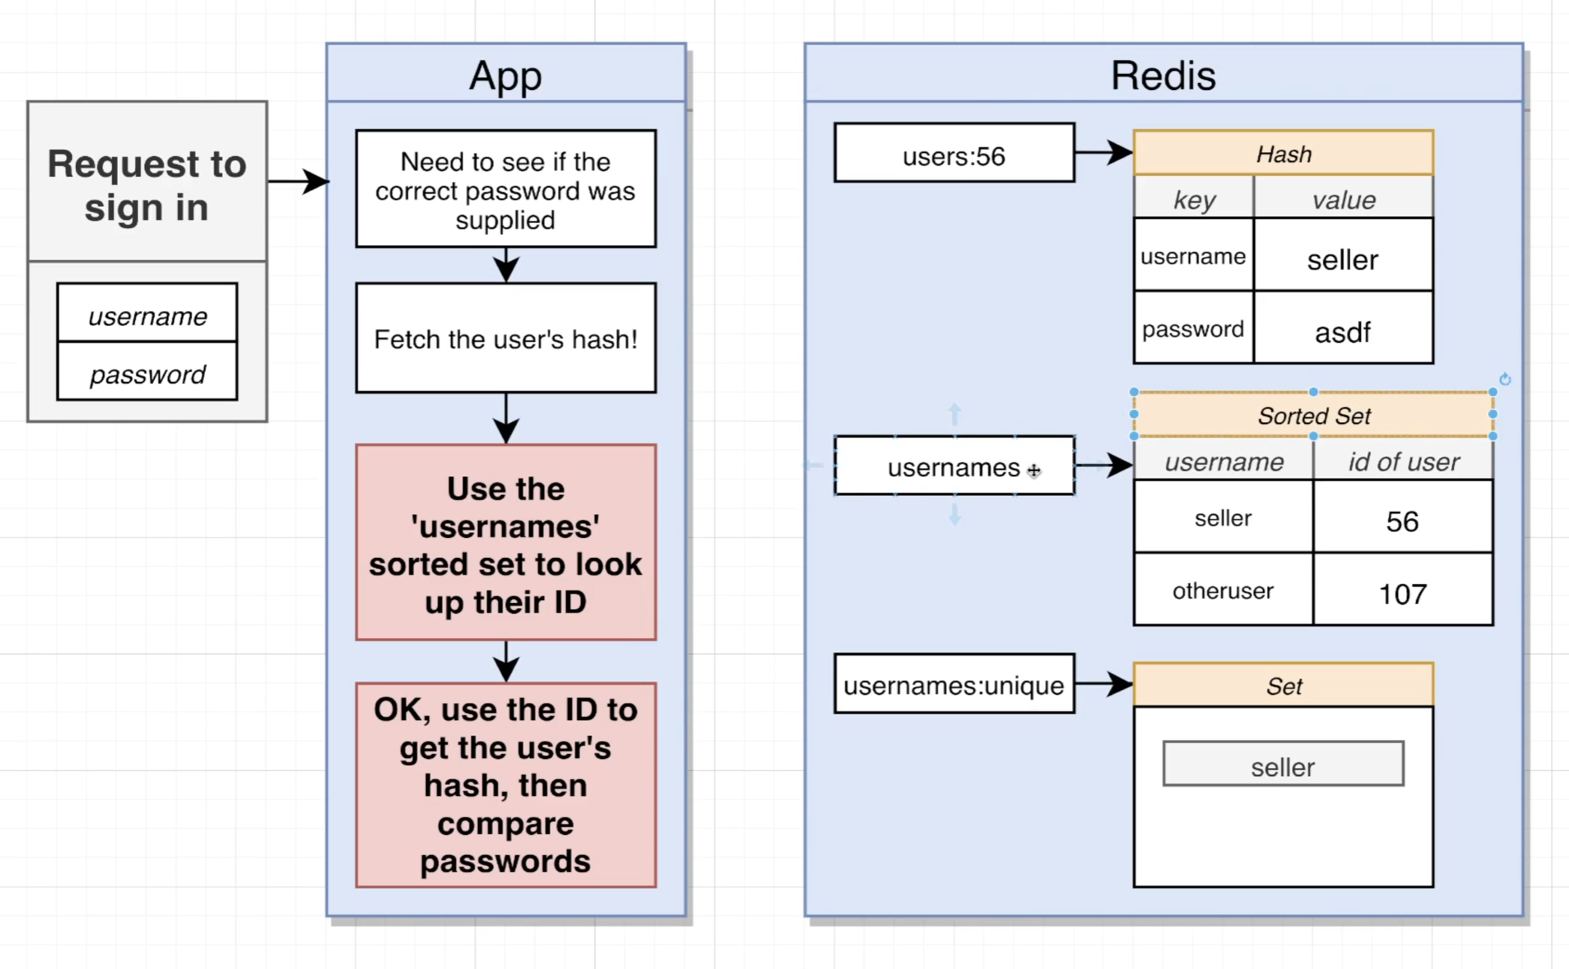 Request to
sign in
username
password
App
Need to see if the
correct password was
supplied
Fetch the user's hash!
Use the
'usernames'
sorted set to look
up their ID
OK, use the ID to
get the user's
hash, then
compare
passwords
Redis
users:56
Hash
key value
username seller
password asdf
usernames
Sorted Set
username id of user
seller 56
otheruser 107
usernames:unique
Set
seller